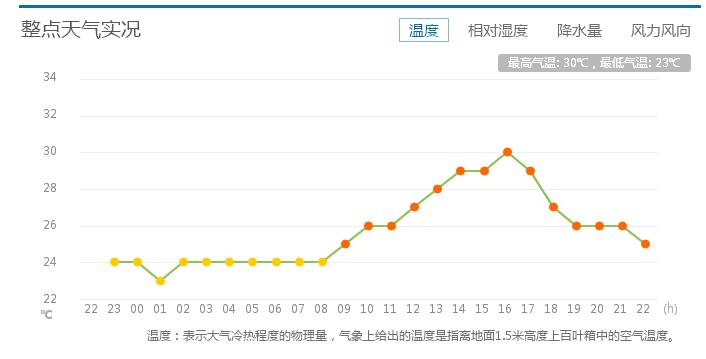 整点天气实况
温度 相对湿度 降水量 风力风向
最高气温: 30℃ , 最低气温: 23℃
34
32
30
28
26
24
22
℃
22 23 00 01 02 03 04 05 06 07 08 09 10 11 12 13 14 15 16 17 18 19 20 21 22 (h)
温度：表示大气冷热程度的物理量，气象上给出的温度是指离地面1.5米高度上百叶箱中的空气温度。